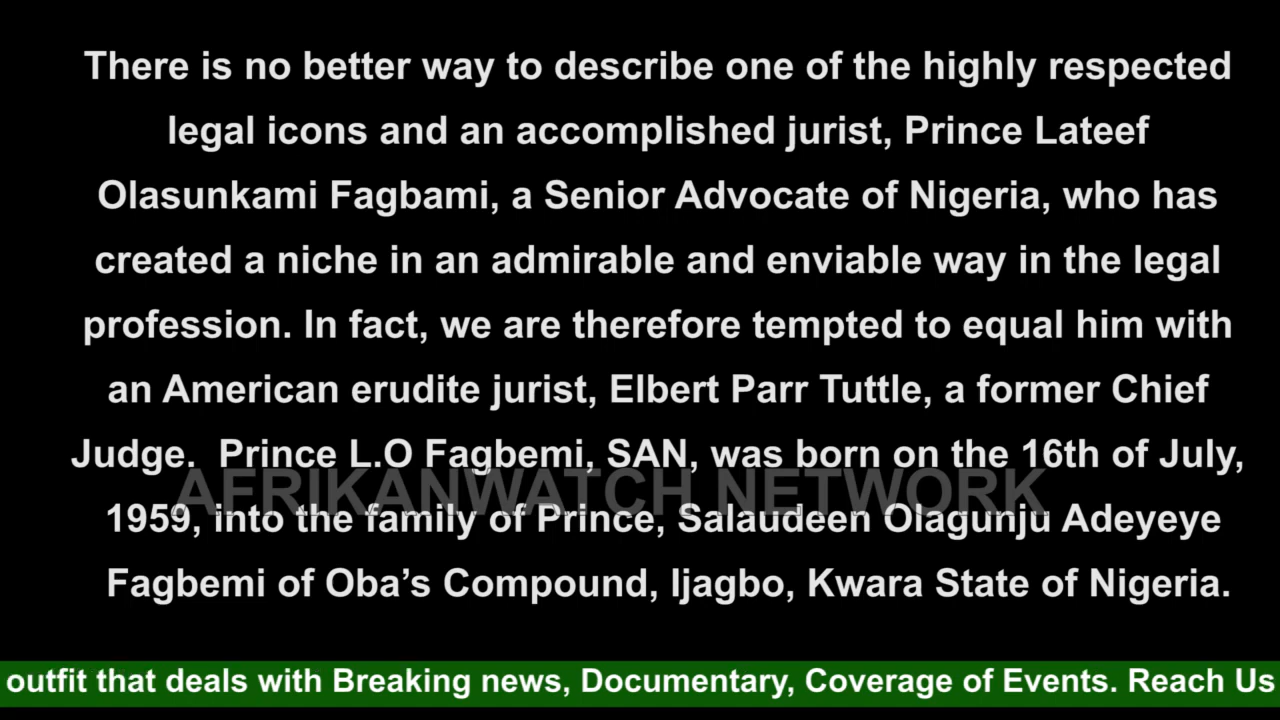 There is no better way to describe one of the highly respected
legal icons and an accomplished jurist, Prince Lateef
Olasunkami Fagbami, a Senior Advocate of Nigeria, who has
created a niche in an admirable and enviable way in the legal
profession. In fact, we are therefore tempted to equal him with
an American erudite jurist, Elbert Parr Tuttle, a former Chief
Judge.  Prince L.O Fagbemi, SAN, was born on the 16th of July,
AFRIKANWATCH NETWORK
1959, into the family of Prince, Salaudeen Olagunju Adeyeye
Fagbemi of Oba’s Compound, Ijagbo, Kwara State of Nigeria.
outfit that deals with Breaking news, Documentary, Coverage of Events. Reach Us